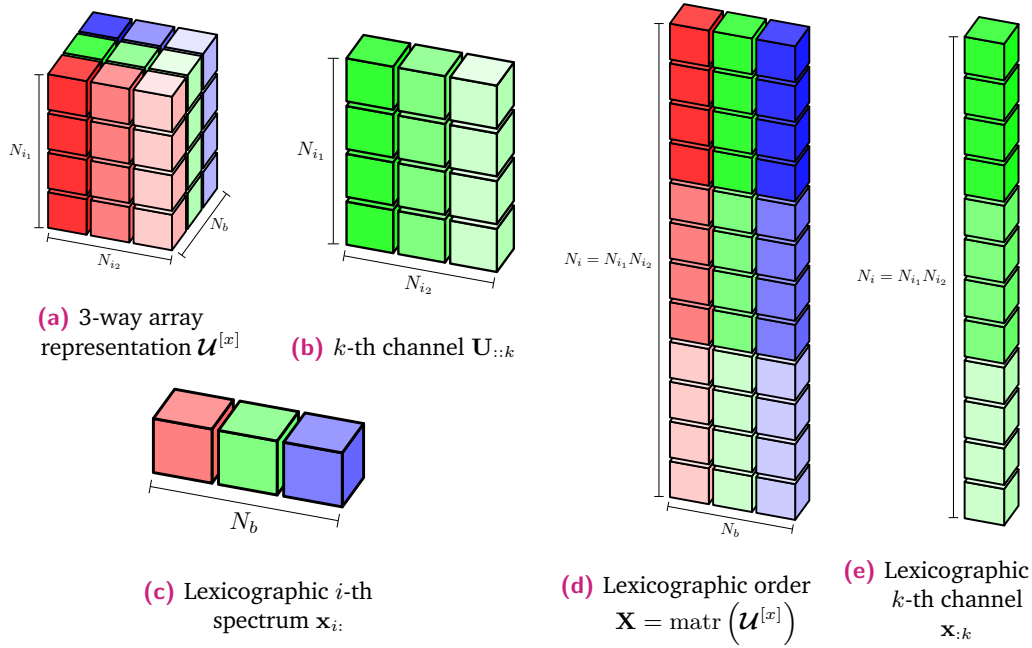 N_{i_1}
N_{i_2}
N_b
(a) 3-way array
representation 𝓤^{[x]}
N_{i_1}
N_{i_2}
(b) k-th channel U_{::k}
N_b
(c) Lexicographic i-th
spectrum x_{i:}
N_i = N_{i_1} N_{i_2}
N_b
(d) Lexicographic order
X = matr(𝓤^{[x]})
N_i = N_{i_1} N_{i_2}
(e) Lexicographic
k-th channel
x_{:k}